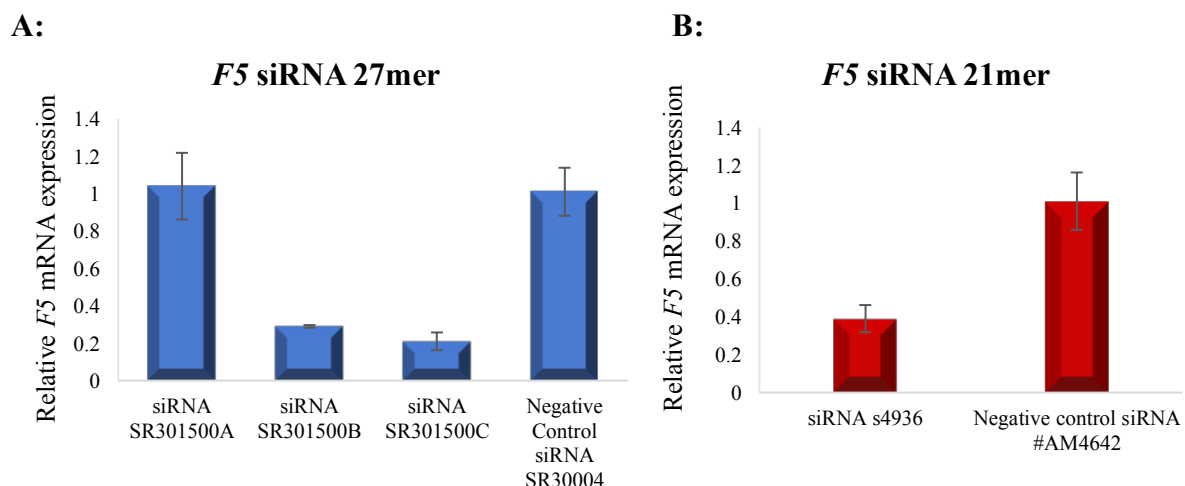 A:
F5 siRNA 27mer
Relative F5 mRNA expression
1.4
1.2
1
0.8
0.6
0.4
0.2
0
siRNA
SR301500A
siRNA
SR301500B
siRNA
SR301500C
Negative
Control
siRNA
SR30004
B:
F5 siRNA 21mer
Relative F5 mRNA expression
1.4
1.2
1
0.8
0.6
0.4
0.2
0
siRNA s4936
Negative control siRNA
#AM4642